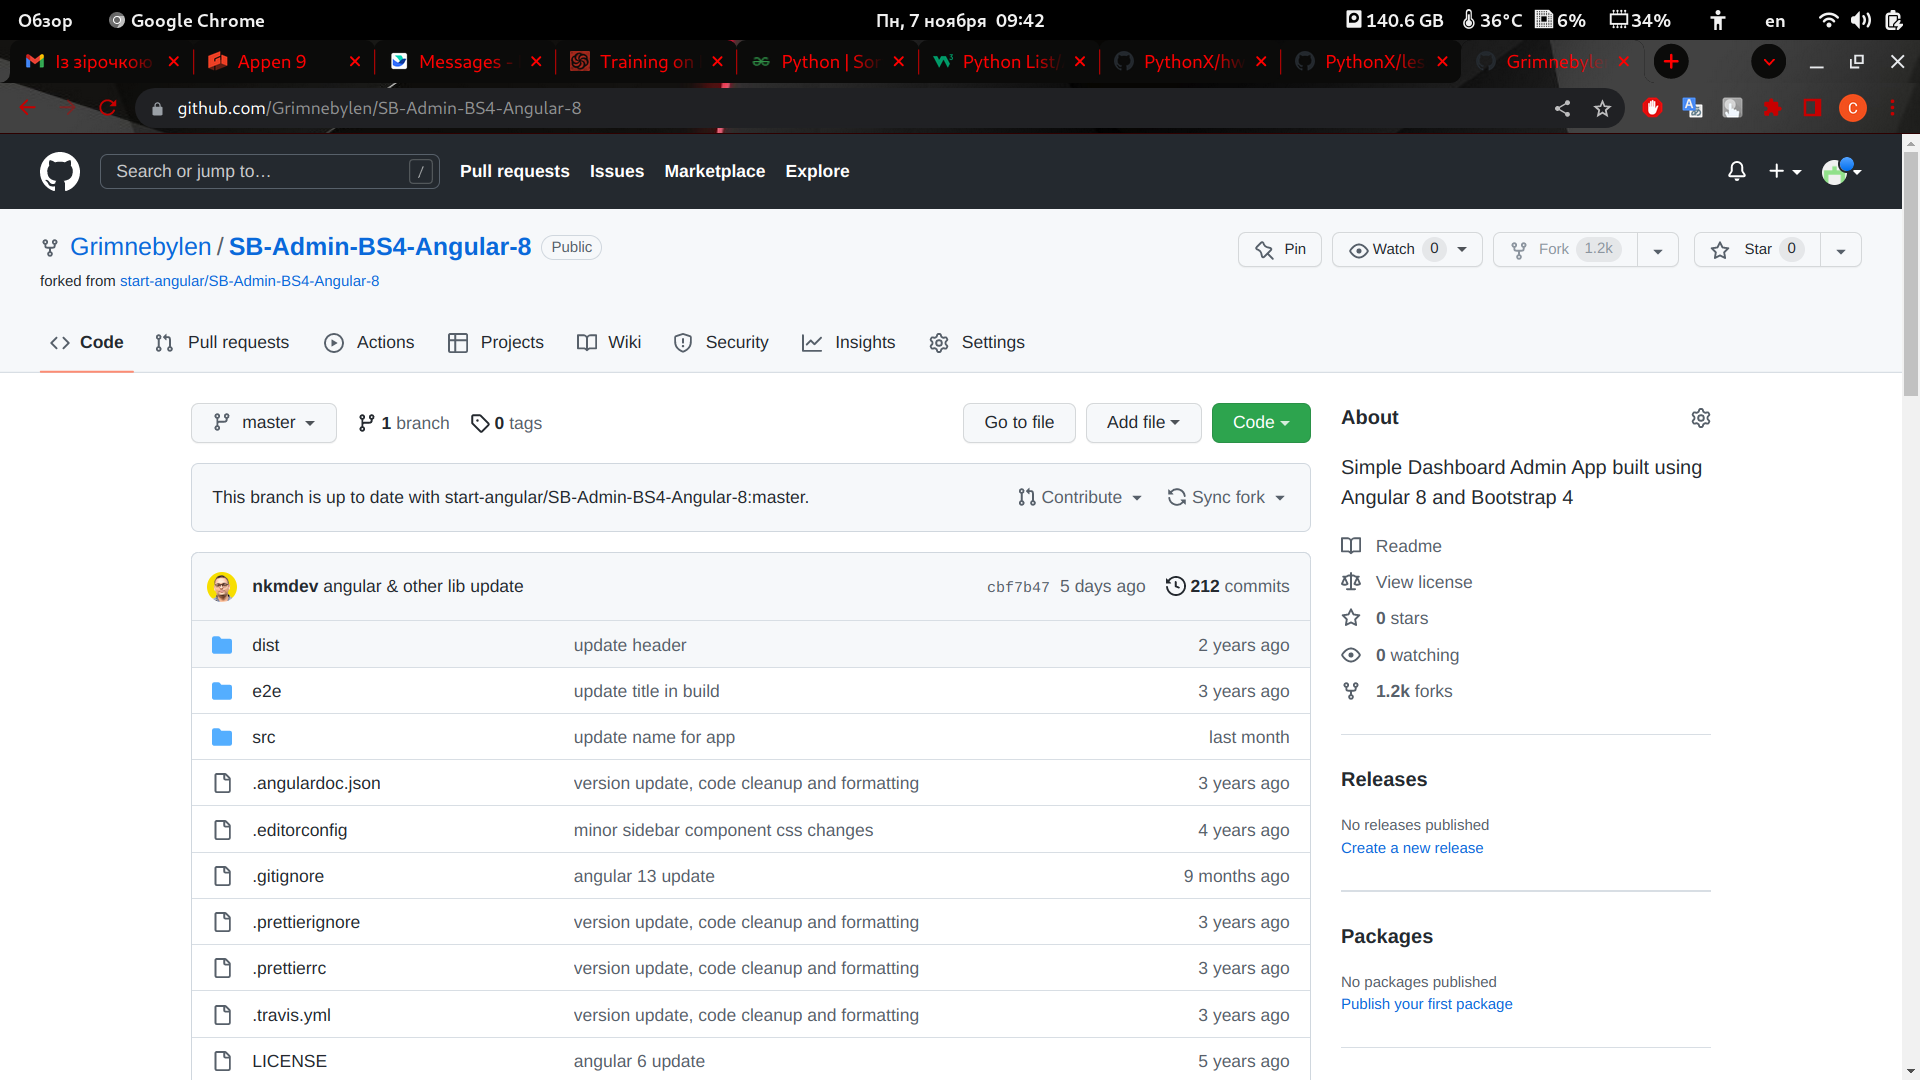 Обзор Google Chrome Пн, 7 ноября 09:42 140.6 GB 36°C 6% 34% en
Із зірочкою Appen 9 Messages - Training on Python | Sor Python List/ PythonX/hw PythonX/les Grimnebyle
github.com/Grimnebylen/SB-Admin-BS4-Angular-8 C
Search or jump to… / Pull requests Issues Marketplace Explore
Grimnebylen / SB-Admin-BS4-Angular-8 Public Pin Watch 0 Fork 1.2k Star 0
forked from start-angular/SB-Admin-BS4-Angular-8
Code Pull requests Actions Projects Wiki Security Insights Settings
master 1 branch 0 tags Go to file Add file Code
This branch is up to date with start-angular/SB-Admin-BS4-Angular-8:master. Contribute Sync fork
nkmdev angular & other lib update cbf7b47 5 days ago 212 commits
dist update header 2 years ago
e2e update title in build 3 years ago
src update name for app last month
.angulardoc.json version update, code cleanup and formatting 3 years ago
.editorconfig minor sidebar component css changes 4 years ago
.gitignore angular 13 update 9 months ago
.prettierignore version update, code cleanup and formatting 3 years ago
.prettierrc version update, code cleanup and formatting 3 years ago
.travis.yml version update, code cleanup and formatting 3 years ago
LICENSE angular 6 update 5 years ago
About
Simple Dashboard Admin App built using
Angular 8 and Bootstrap 4
Readme
View license
0 stars
0 watching
1.2k forks
Releases
No releases published
Create a new release
Packages
No packages published
Publish your first package